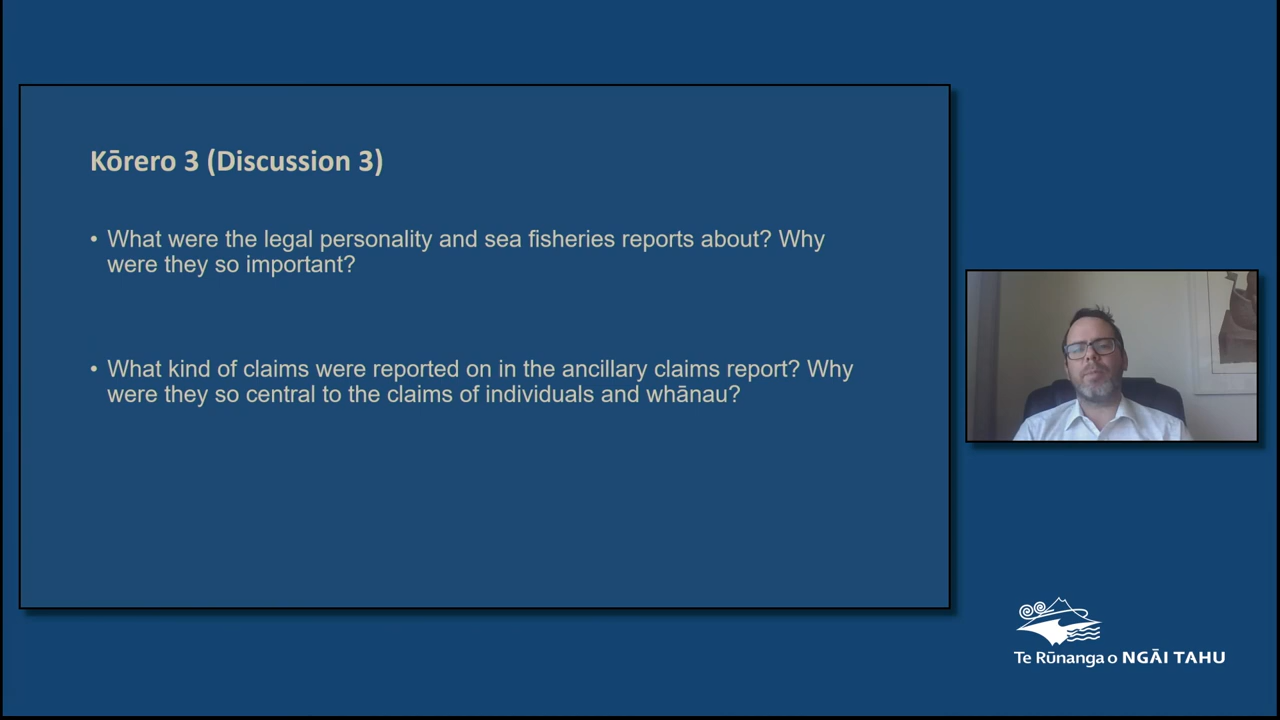 Kōrero 3 (Discussion 3)
• What were the legal personality and sea fisheries reports about? Why
were they so important?
• What kind of claims were reported on in the ancillary claims report? Why
were they so central to the claims of individuals and whānau?
Te Rūnanga o NGĀI TAHU